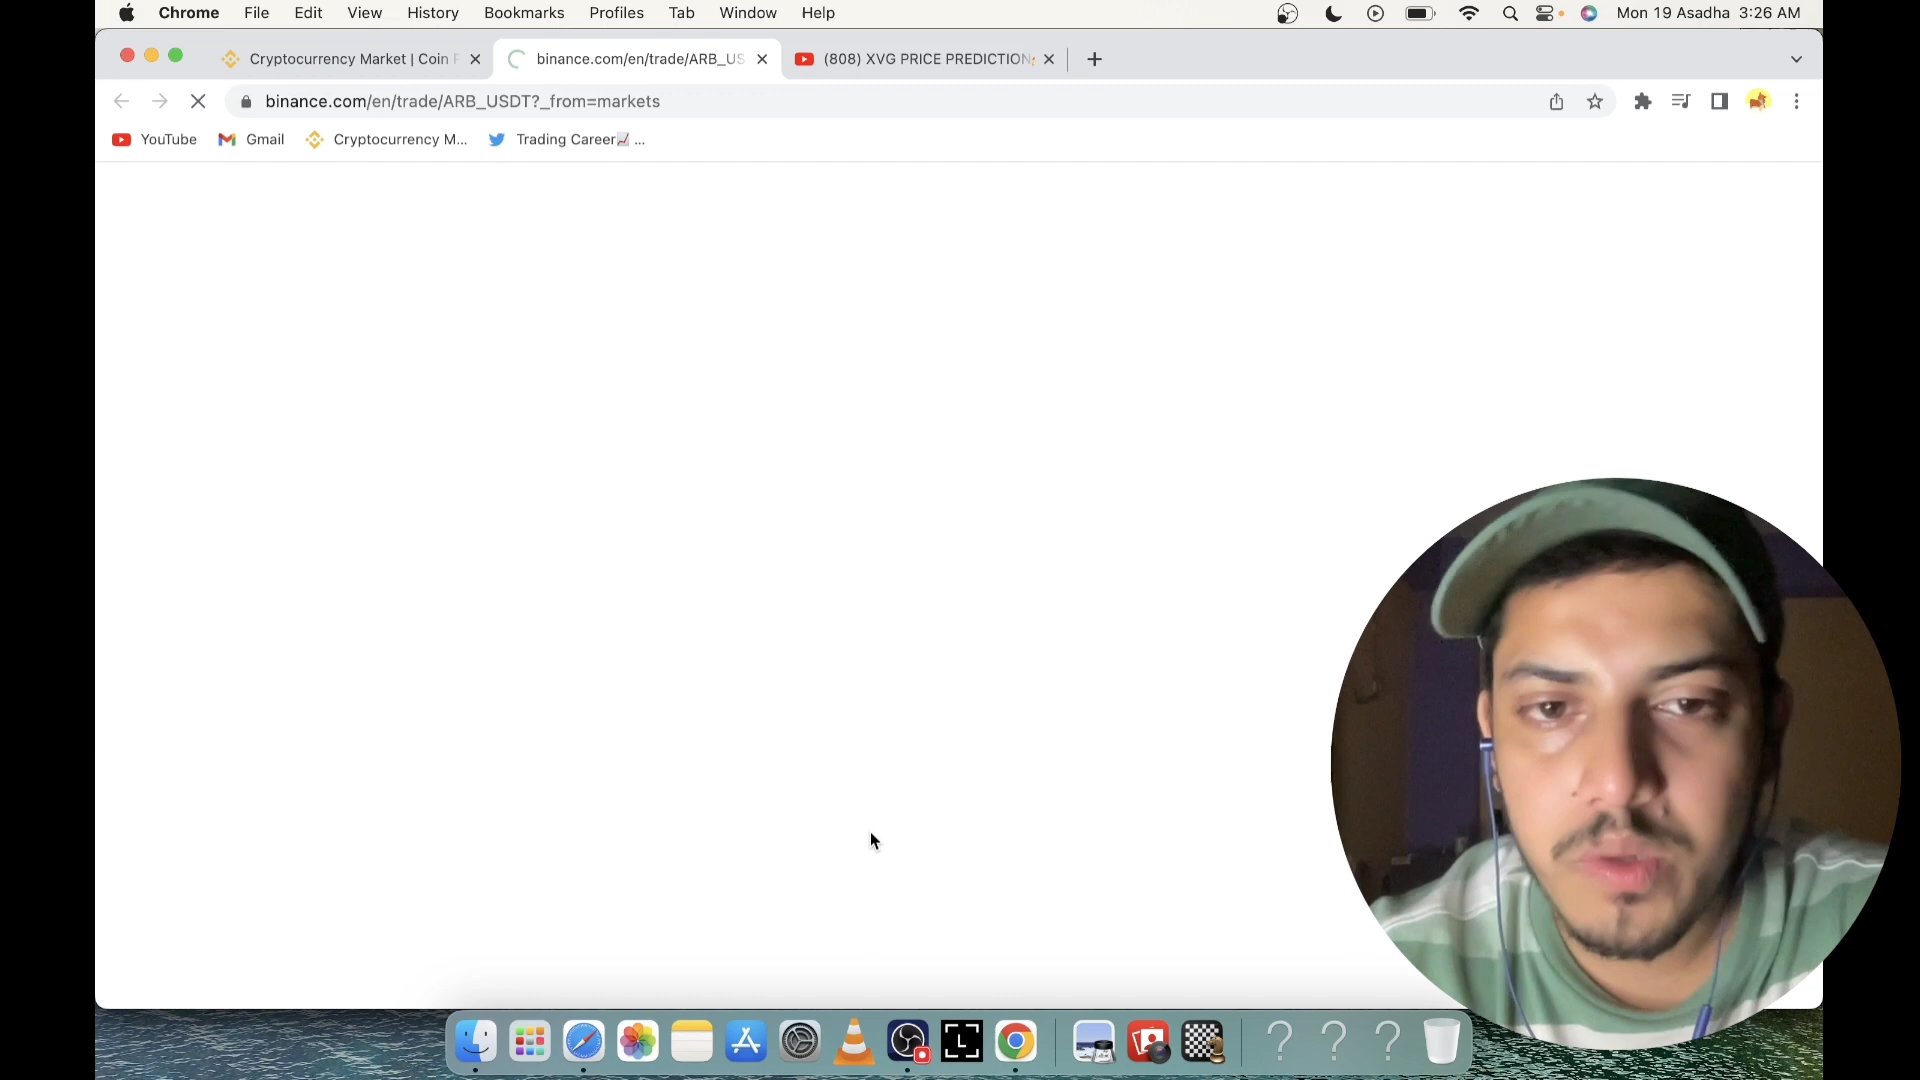 Chrome File Edit View History Bookmarks Profiles Tab Window Help Mon 19 Asadha 3:26 AM
Cryptocurrency Market | Coin binance.com/en/trade/ARB_US (808) XVG PRICE PREDICTION
binance.com/en/trade/ARB_USDT?_from=markets
YouTube Gmail Cryptocurrency M... Trading Career📈 ...